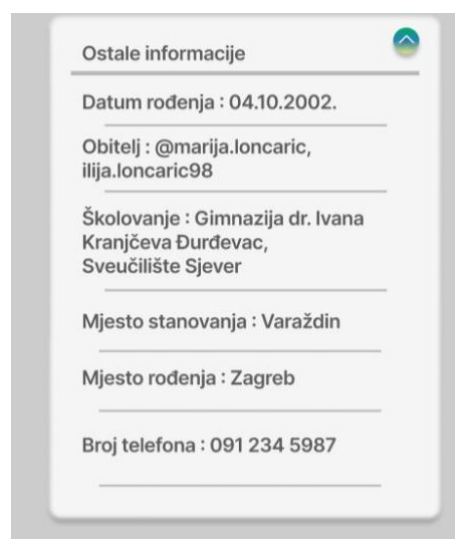 Ostale informacije
Datum rođenja : 04.10.2002.
Obitelj : @marija.loncaric,
ilija.loncaric98
Školovanje : Gimnazija dr. Ivana
Kranjčeva Đurđevac,
Sveučilište Sjever
Mjesto stanovanja : Varaždin
Mjesto rođenja : Zagreb
Broj telefona : 091 234 5987